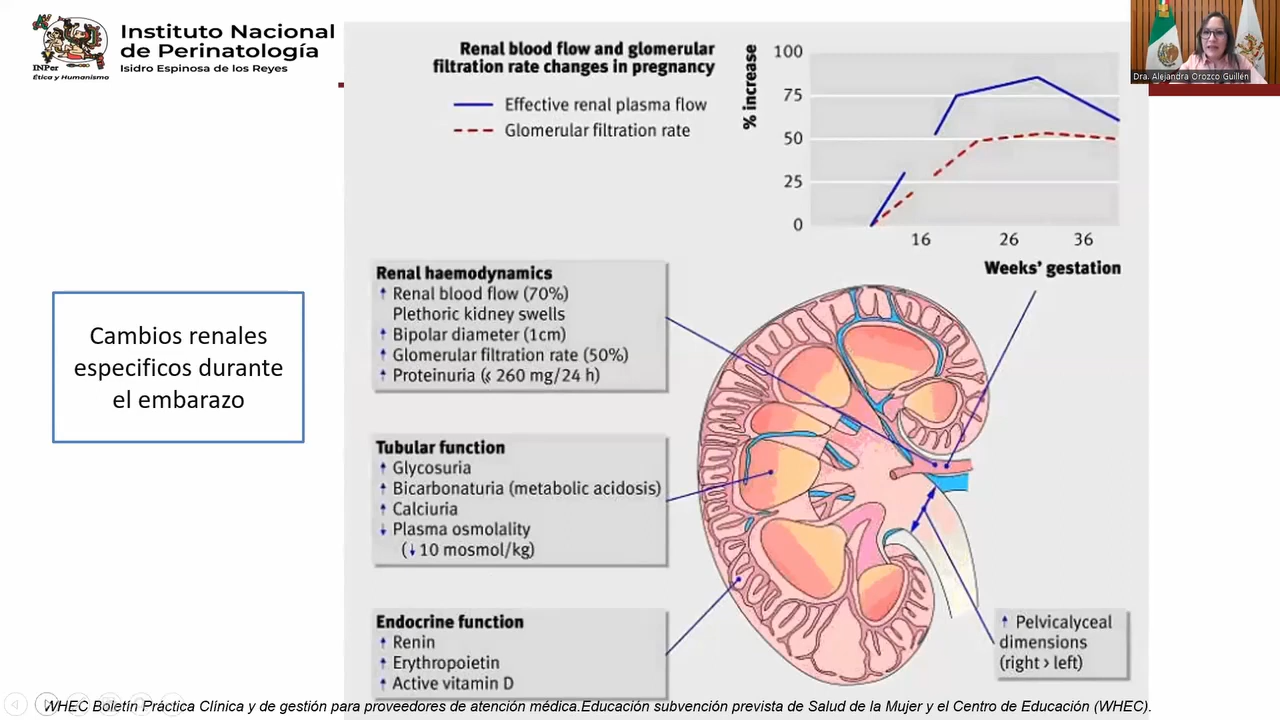 Instituto Nacional
de Perinatología
Isidro Espinosa de los Reyes
INPer
Ética y Humanismo
Dra. Alejandra Orozco Guillén
Renal blood flow and glomerular
filtration rate changes in pregnancy
Effective renal plasma flow
Glomerular filtration rate
% increase
100
75
50
25
0
16 26 36
Weeks' gestation
Cambios renales
especificos durante
el embarazo
Renal haemodynamics
↑ Renal blood flow (70%)
Plethoric kidney swells
↑ Bipolar diameter (1cm)
↑ Glomerular filtration rate (50%)
↑ Proteinuria (⩽ 260 mg/24 h)
Tubular function
↑ Glycosuria
↑ Bicarbonaturia (metabolic acidosis)
↑ Calciuria
↓ Plasma osmolality
(↓ 10 mosmol/kg)
Endocrine function
↑ Renin
↑ Erythropoietin
↑ Active vitamin D
↑ Pelvicalyceal
dimensions
(right > left)
WHEC Boletín Práctica Clínica y de gestión para proveedores de atención médica.Educación subvención prevista de Salud de la Mujer y el Centro de Educación (WHEC).